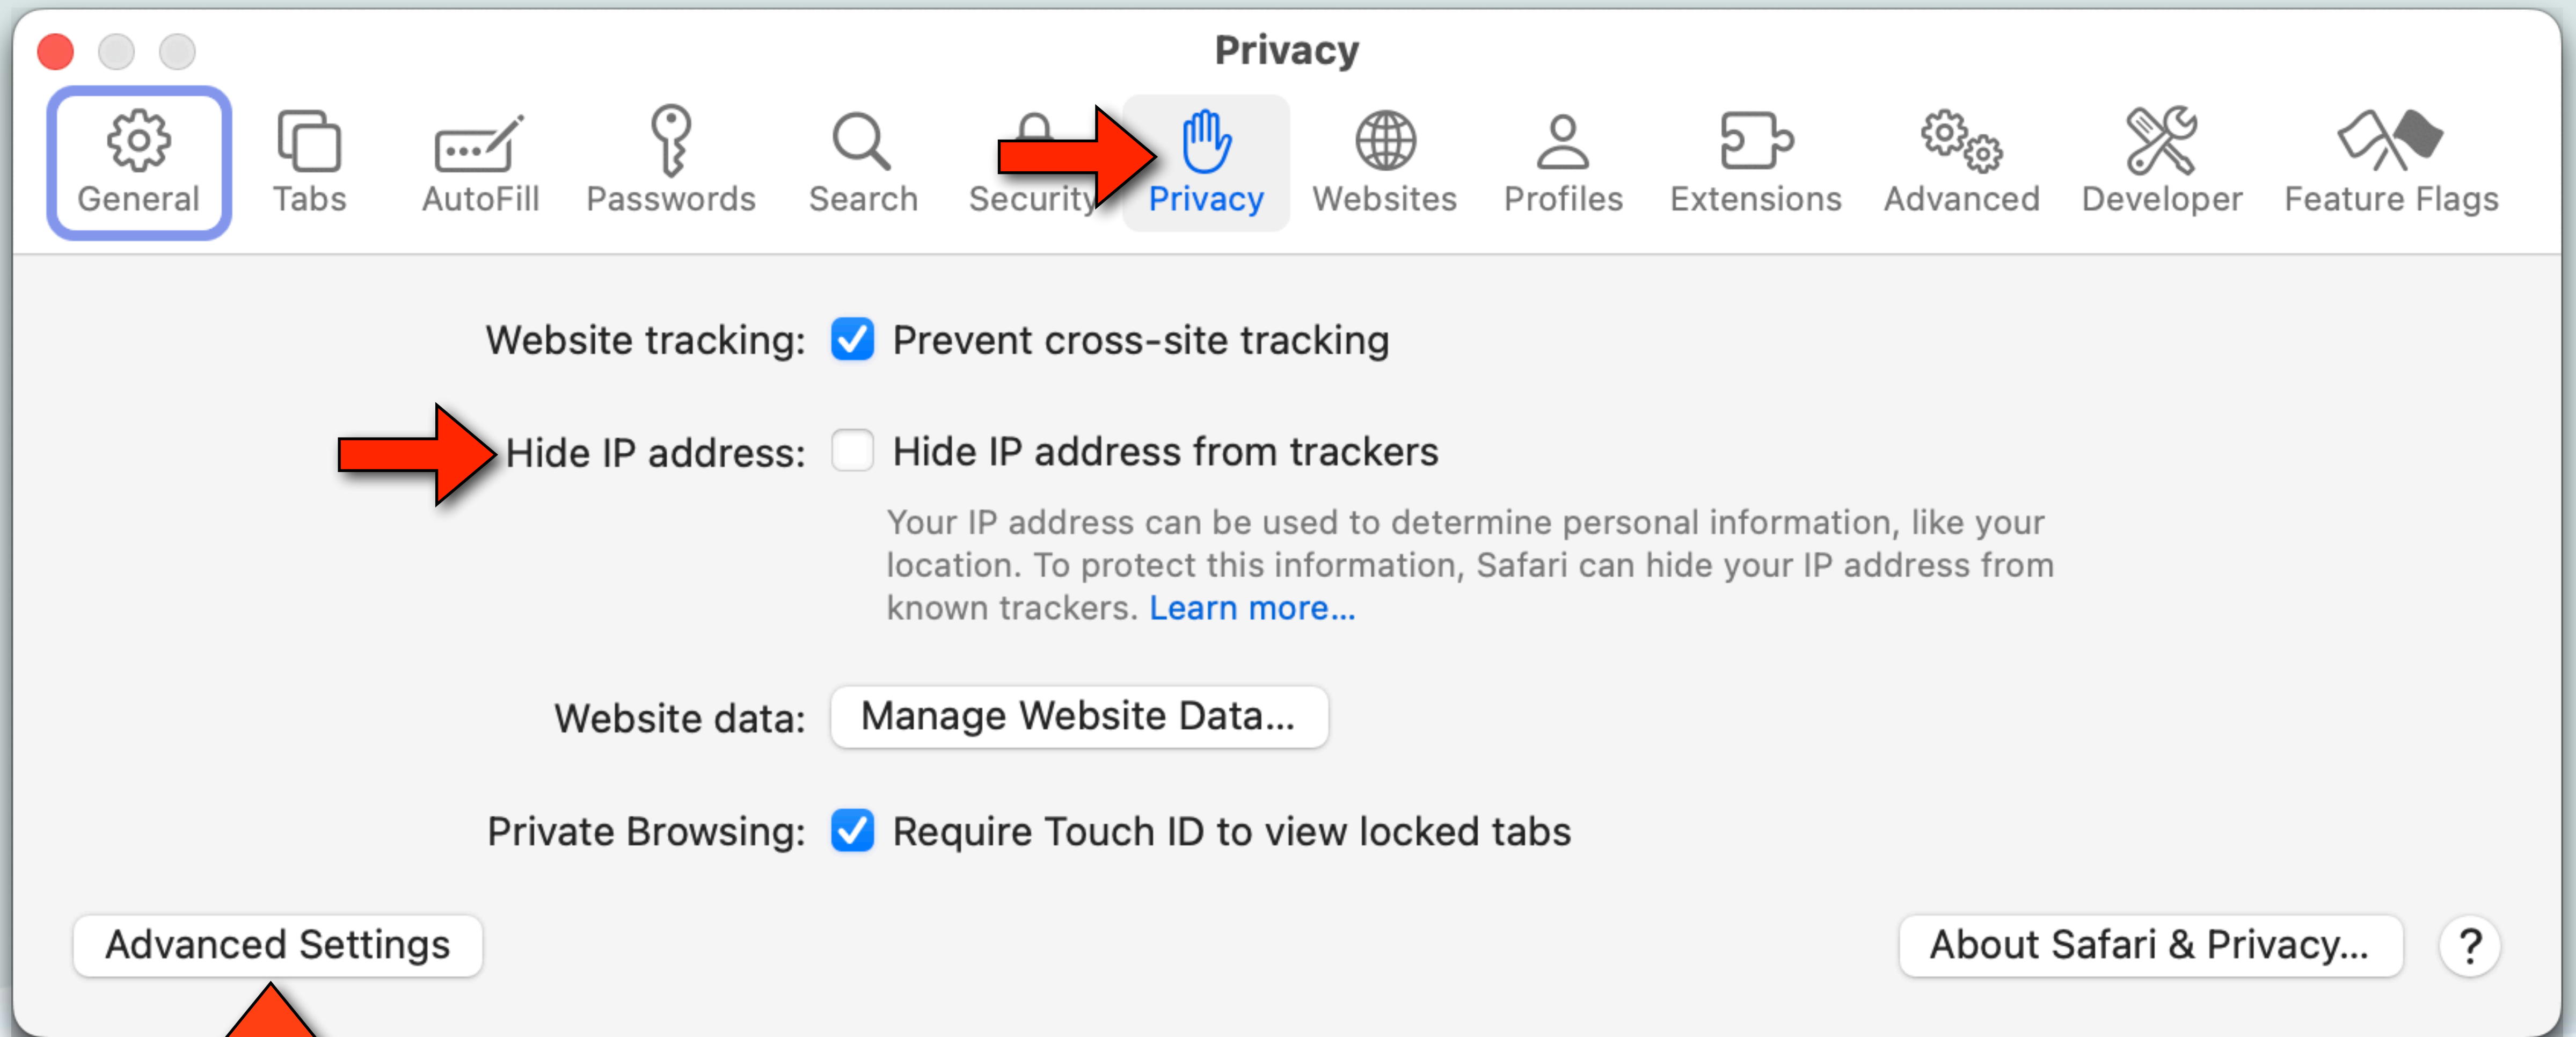 Privacy
General Tabs AutoFill Passwords Search Security Privacy Websites Profiles Extensions Advanced Developer Feature Flags
Website tracking: Prevent cross-site tracking
Hide IP address: Hide IP address from trackers
Your IP address can be used to determine personal information, like your
location. To protect this information, Safari can hide your IP address from
known trackers. Learn more...
Website data: Manage Website Data...
Private Browsing: Require Touch ID to view locked tabs
Advanced Settings About Safari & Privacy... ?